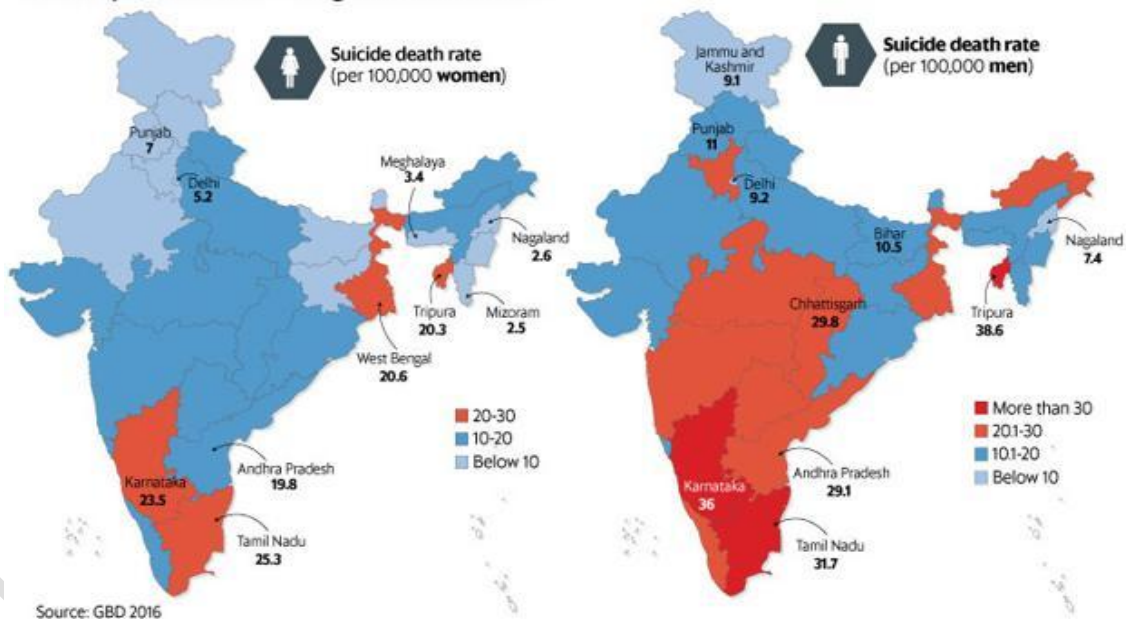 Suicide death rate
(per 100,000 women)
Punjab
7
Delhi
5.2
Meghalaya
3.4
Nagaland
2.6
Tripura
20.3
Mizoram
2.5
West Bengal
20.6
20-30
10-20
Below 10
Andhra Pradesh
19.8
Karnataka
23.5
Tamil Nadu
25.3
Source: GBD 2016
Suicide death rate
(per 100,000 men)
Jammu and
Kashmir
9.1
Punjab
11
Delhi
9.2
Bihar
10.5
Nagaland
7.4
Chhattisgarh
29.8
Tripura
38.6
More than 30
20.1-30
10.1-20
Below 10
Andhra Pradesh
29.1
Karnataka
36
Tamil Nadu
31.7